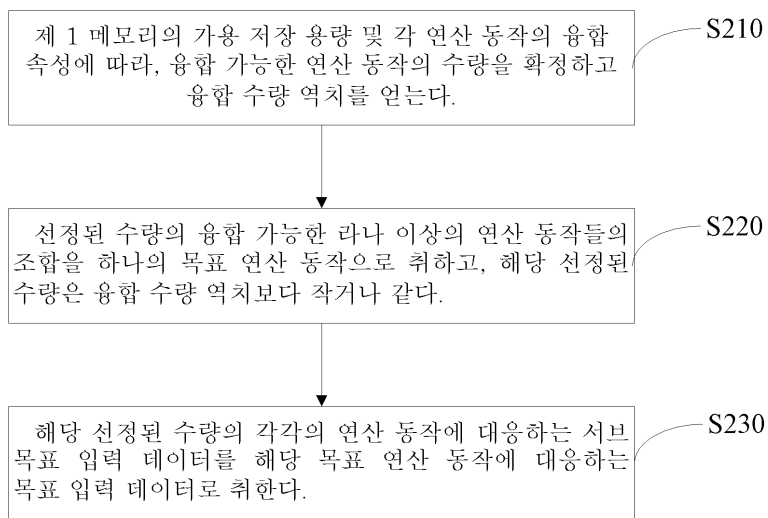 제 1 메모리의 가용 저장 용량 및 각 연산 동작의 융합
속성에 따라, 융합 가능한 연산 동작의 수량을 확정하고
융합 수량 역치를 얻는다.
S210
선정된 수량의 융합 가능한 라나 이상의 연산 동작들의
조합을 하나의 목표 연산 동작으로 취하고, 해당 선정된
수량은 융합 수량 역치보다 작거나 같다.
S220
해당 선정된 수량의 각각의 연산 동작에 대응하는 서브
목표 입력 데이터를 해당 목표 연산 동작에 대응하는
목표 입력 데이터로 취한다.
S230